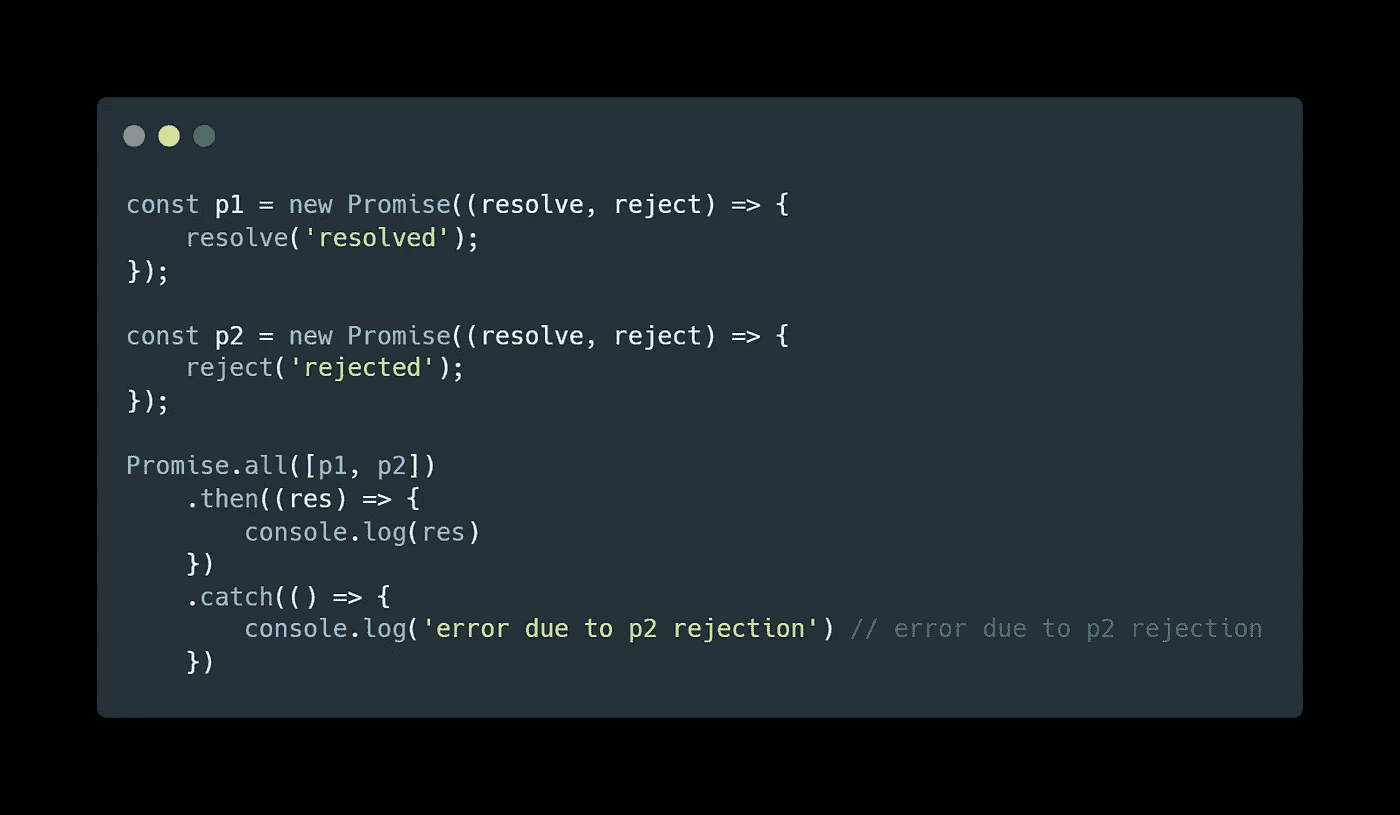 const p1 = new Promise((resolve, reject) => {
    resolve('resolved');
});

const p2 = new Promise((resolve, reject) => {
    reject('rejected');
});

Promise.all([p1, p2])
    .then((res) => {
        console.log(res)
    })
    .catch(() => {
        console.log('error due to p2 rejection') // error due to p2 rejection
    })